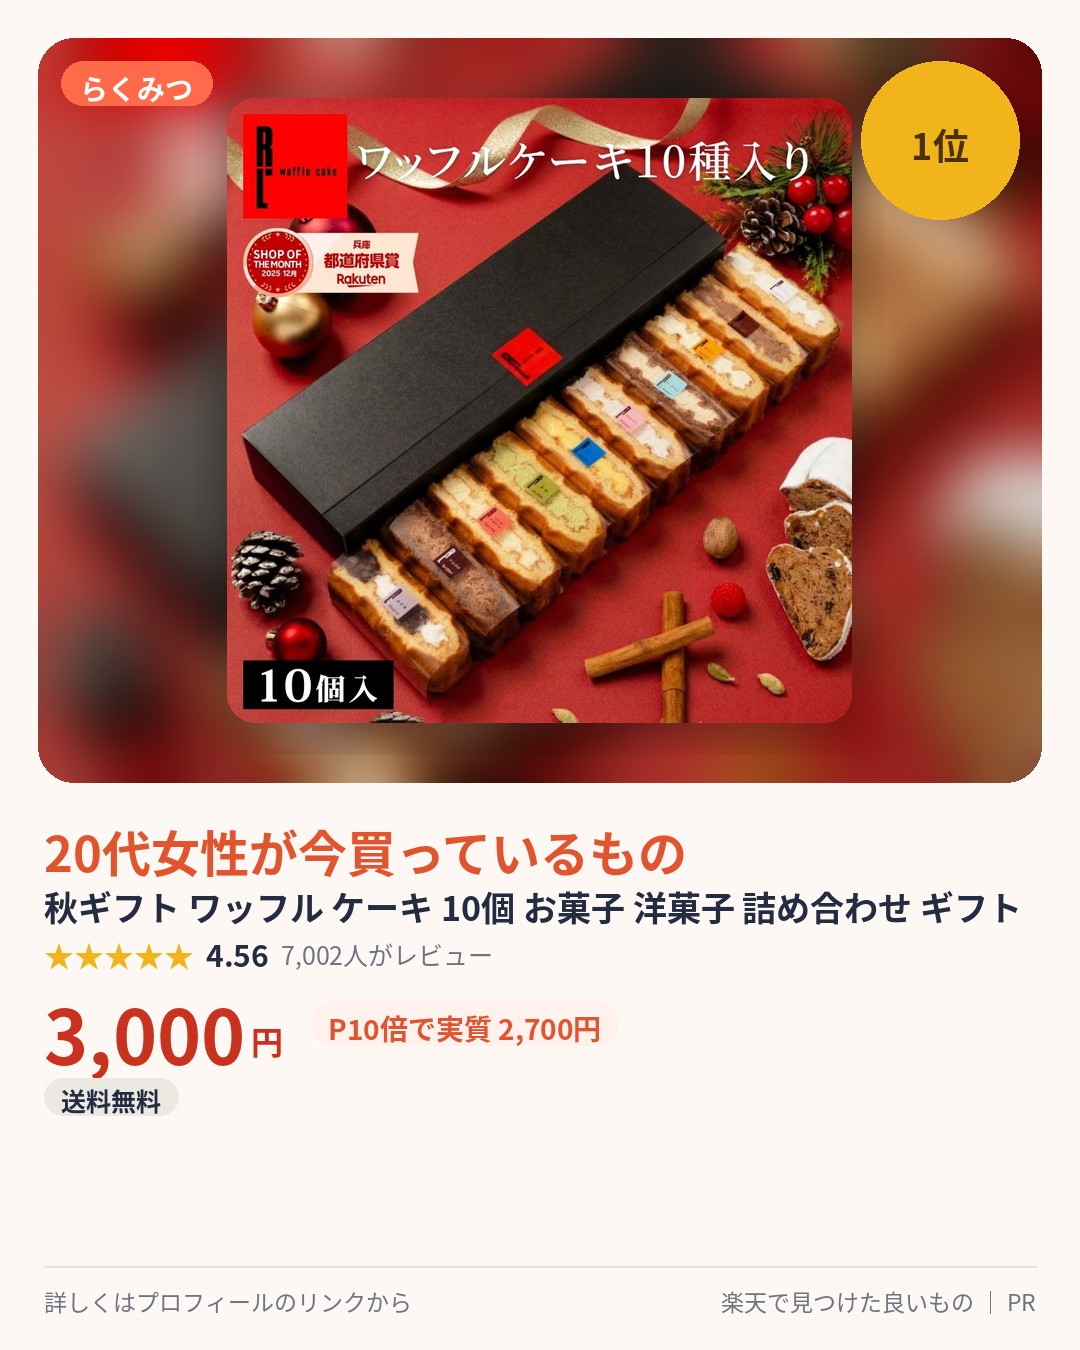 らくみつ
1位
RL waffle cake
ワッフルケーキ10種入り
SHOP OF
THE MONTH
2025 12月
兵庫
都道府県賞
Rakuten
10個入
20代女性が今買っているもの
秋ギフト ワッフル ケーキ 10個 お菓子 洋菓子 詰め合わせ ギフト
★★★★★ 4.56 7,002人がレビュー
3,000円 P10倍で実質 2,700円
送料無料
詳しくはプロフィールのリンクから
楽天で見つけた良いもの | PR